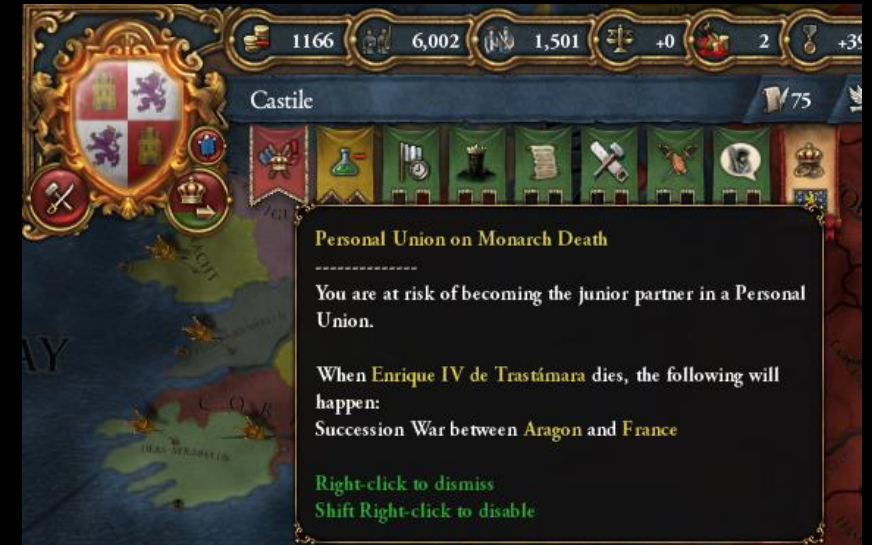 1166
6,002
1,501
+0
2
+39
Castile
75
Personal Union on Monarch Death
--------------
You are at risk of becoming the junior partner in a Personal
Union.
When Enrique IV de Trastámara dies, the following will
happen:
Succession War between Aragon and France
Right-click to dismiss
Shift Right-click to disable